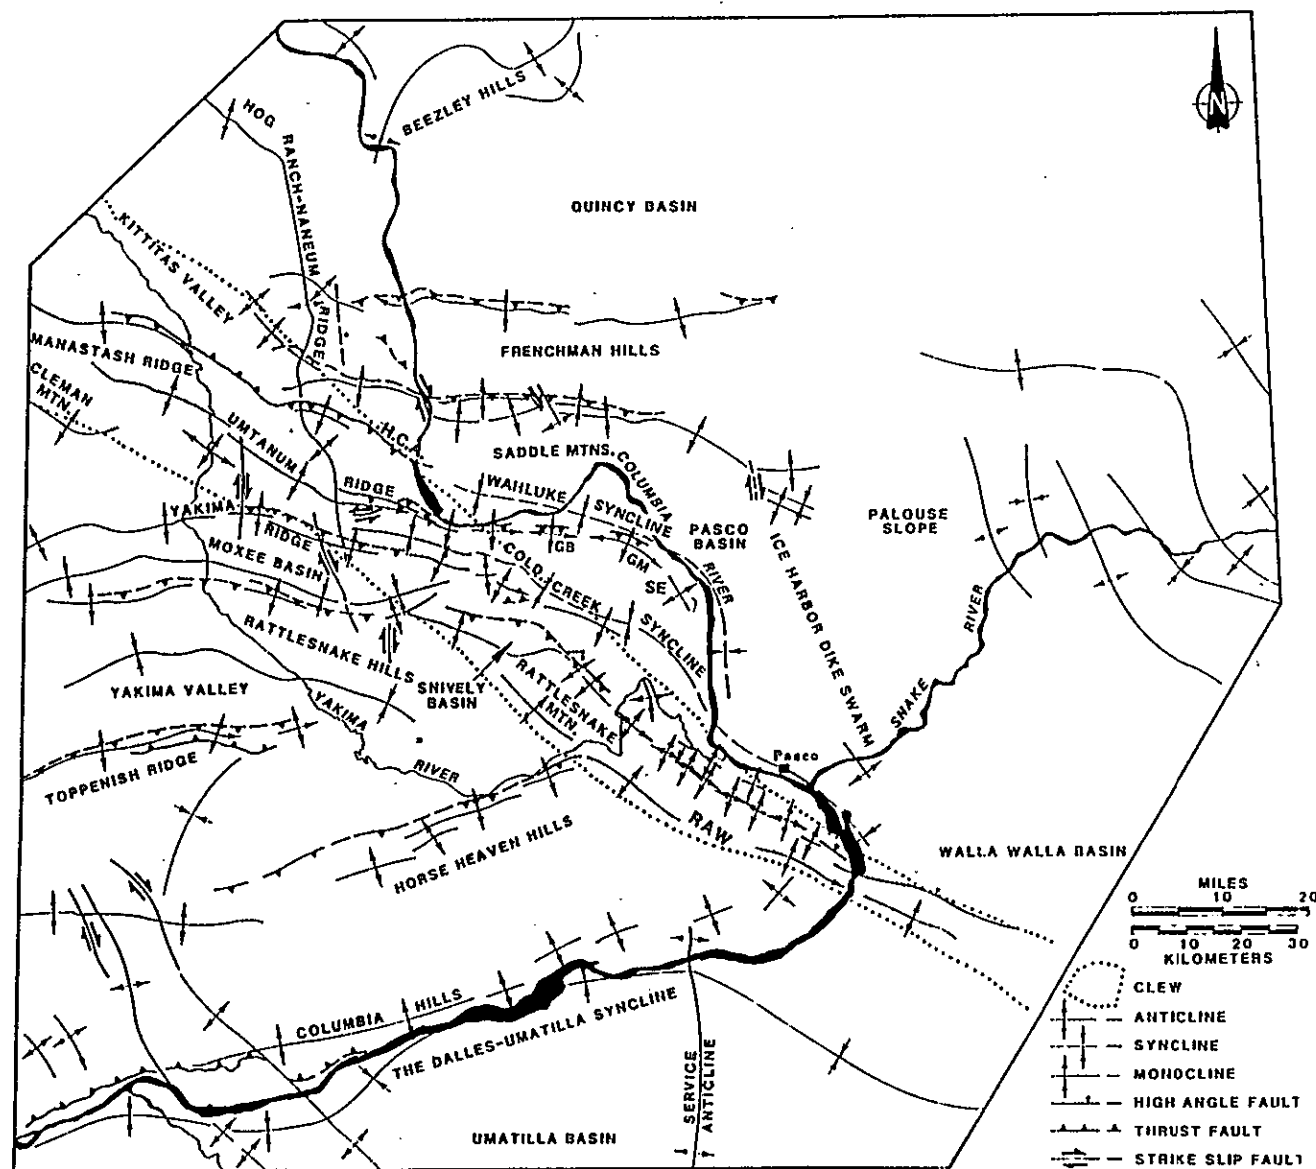 N
HOG RANCH-NANEUM RIDGE
BEEZLEY HILLS
QUINCY BASIN
KITTITAS VALLEY
FRENCHMAN HILLS
MANASTASH RIDGE
CLEMAN
MTN.
UMTANUM
RIDGE
H.C.A.
SADDLE MTNS.
COLUMBIA
RIVER
WAHLUKE
SYNCLINE
PASCO
BASIN
PALOUSE
SLOPE
YAKIMA
RIDGE
MOXEE BASIN
GB
GM
SE
COLD CREEK
SYNCLINE
ICE HARBOR DIKE SWARM
SNAKE
RIVER
RATTLESNAKE HILLS
YAKIMA VALLEY
SNIVELY
BASIN
RATTLESNAKE
MTN.
YAKIMA
RIVER
TOPPENISH RIDGE
Pasco
RAW
HORSE HEAVEN HILLS
WALLA WALLA BASIN
COLUMBIA HILLS
THE DALLES-UMATILLA SYNCLINE
SERVICE
ANTICLINE
UMATILLA BASIN
MILES
0 10 20
0 10 20 30
KILOMETERS
CLEW
ANTICLINE
SYNCLINE
MONOCLINE
HIGH ANGLE FAULT
THRUST FAULT
STRIKE SLIP FAULT